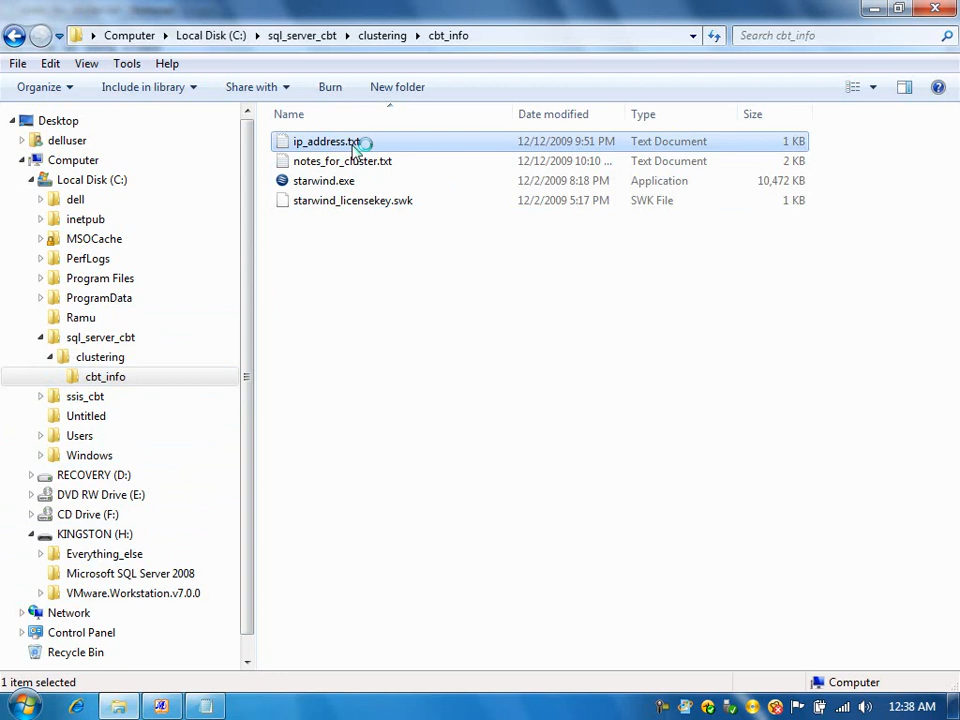 Computer
Local Disk (C:)
sql_server_cbt
clustering
cbt_info
Search cbt_info
File
Edit
View
Tools
Help
Organize
Include in library
Share with
Burn
New folder
Desktop
delluser
Computer
Local Disk (C:)
dell
inetpub
MSOCache
PerfLogs
Program Files
ProgramData
Ramu
sql_server_cbt
clustering
cbt_info
ssis_cbt
Untitled
Users
Windows
RECOVERY (D:)
DVD RW Drive (E:)
CD Drive (F:)
KINGSTON (H:)
Everything_else
Microsoft SQL Server 2008
VMware.Workstation.v7.0.0
Network
Control Panel
Recycle Bin
Name Date modified Type Size
ip_address.txt 12/12/2009 9:51 PM Text Document 1 KB
notes_for_cluster.txt 12/12/2009 10:10 ... Text Document 2 KB
starwind.exe 12/2/2009 8:18 PM Application 10,472 KB
starwind_licensekey.swk 12/2/2009 5:17 PM SWK File 1 KB
1 item selected
Computer
12:38 AM